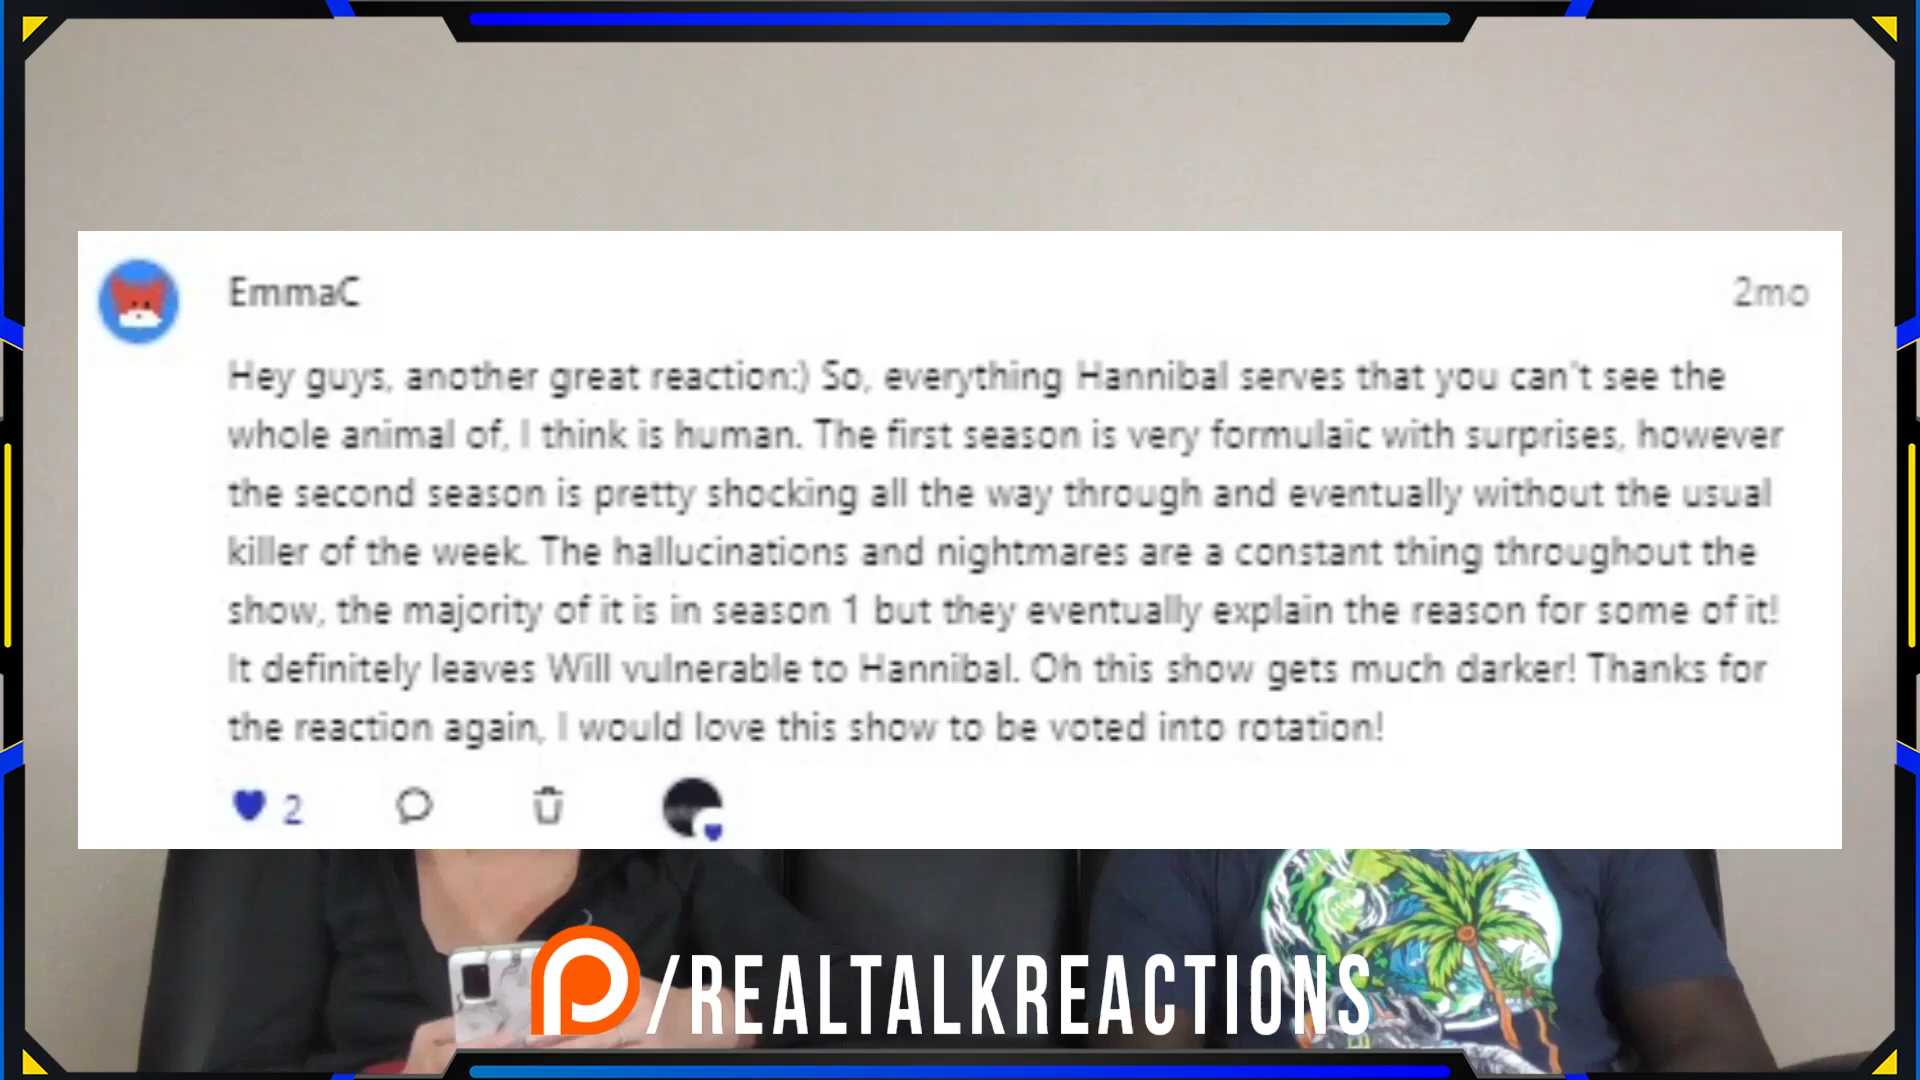 EmmaC
2mo
Hey guys, another great reaction:) So, everything Hannibal serves that you can't see the
whole animal of, I think is human. The first season is very formulaic with surprises, however
the second season is pretty shocking all the way through and eventually without the usual
killer of the week. The hallucinations and nightmares are a constant thing throughout the
show, the majority of it is in season 1 but they eventually explain the reason for some of it!
It definitely leaves Will vulnerable to Hannibal. Oh this show gets much darker! Thanks for
the reaction again, I would love this show to be voted into rotation!
2
/REALTALKREACTIONS